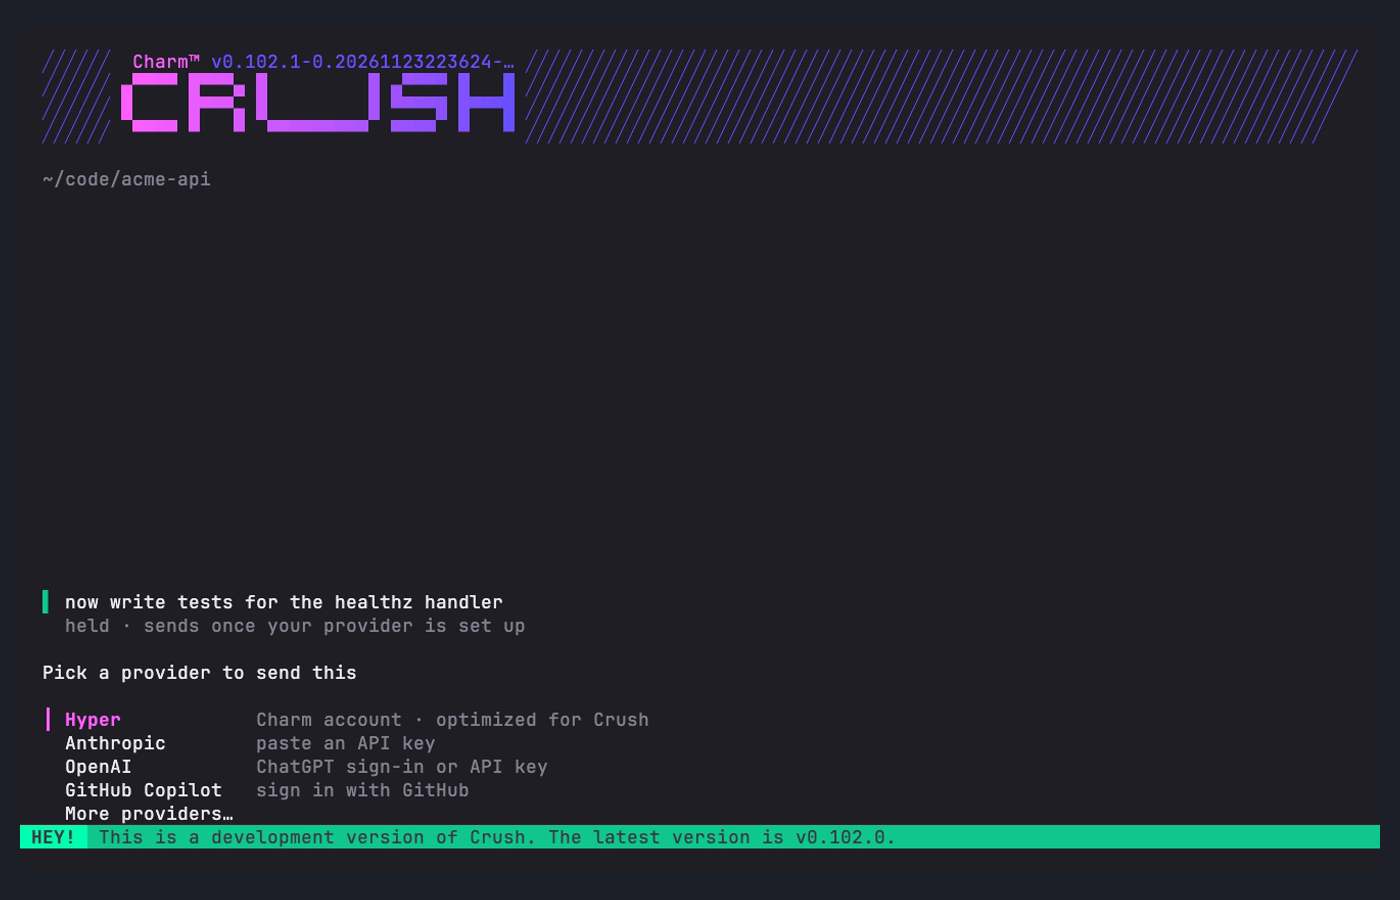 Charm™ v0.102.1-0.20261123223624-…
CRUSH
~/code/acme-api
now write tests for the healthz handler
held · sends once your provider is set up
Pick a provider to send this
Hyper Charm account · optimized for Crush
Anthropic paste an API key
OpenAI ChatGPT sign-in or API key
GitHub Copilot sign in with GitHub
More providers…
HEY! This is a development version of Crush. The latest version is v0.102.0.